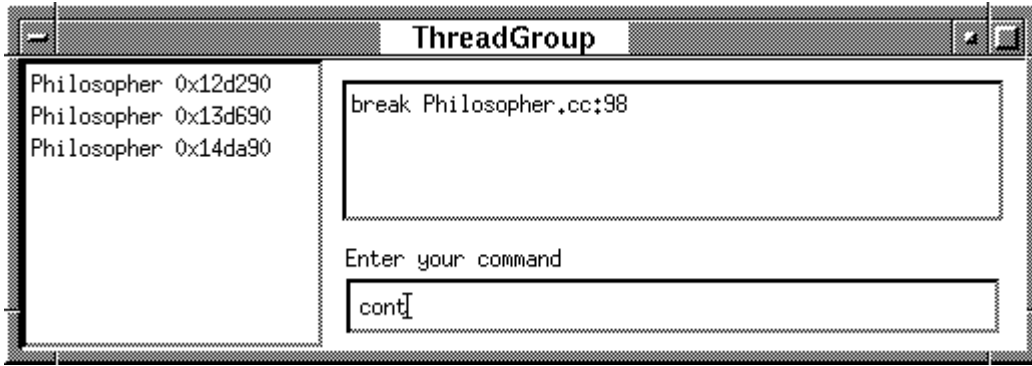 ThreadGroup
Philosopher 0x12d290
Philosopher 0x13d690
Philosopher 0x14da90
break Philosopher.cc:98
Enter your command
cont